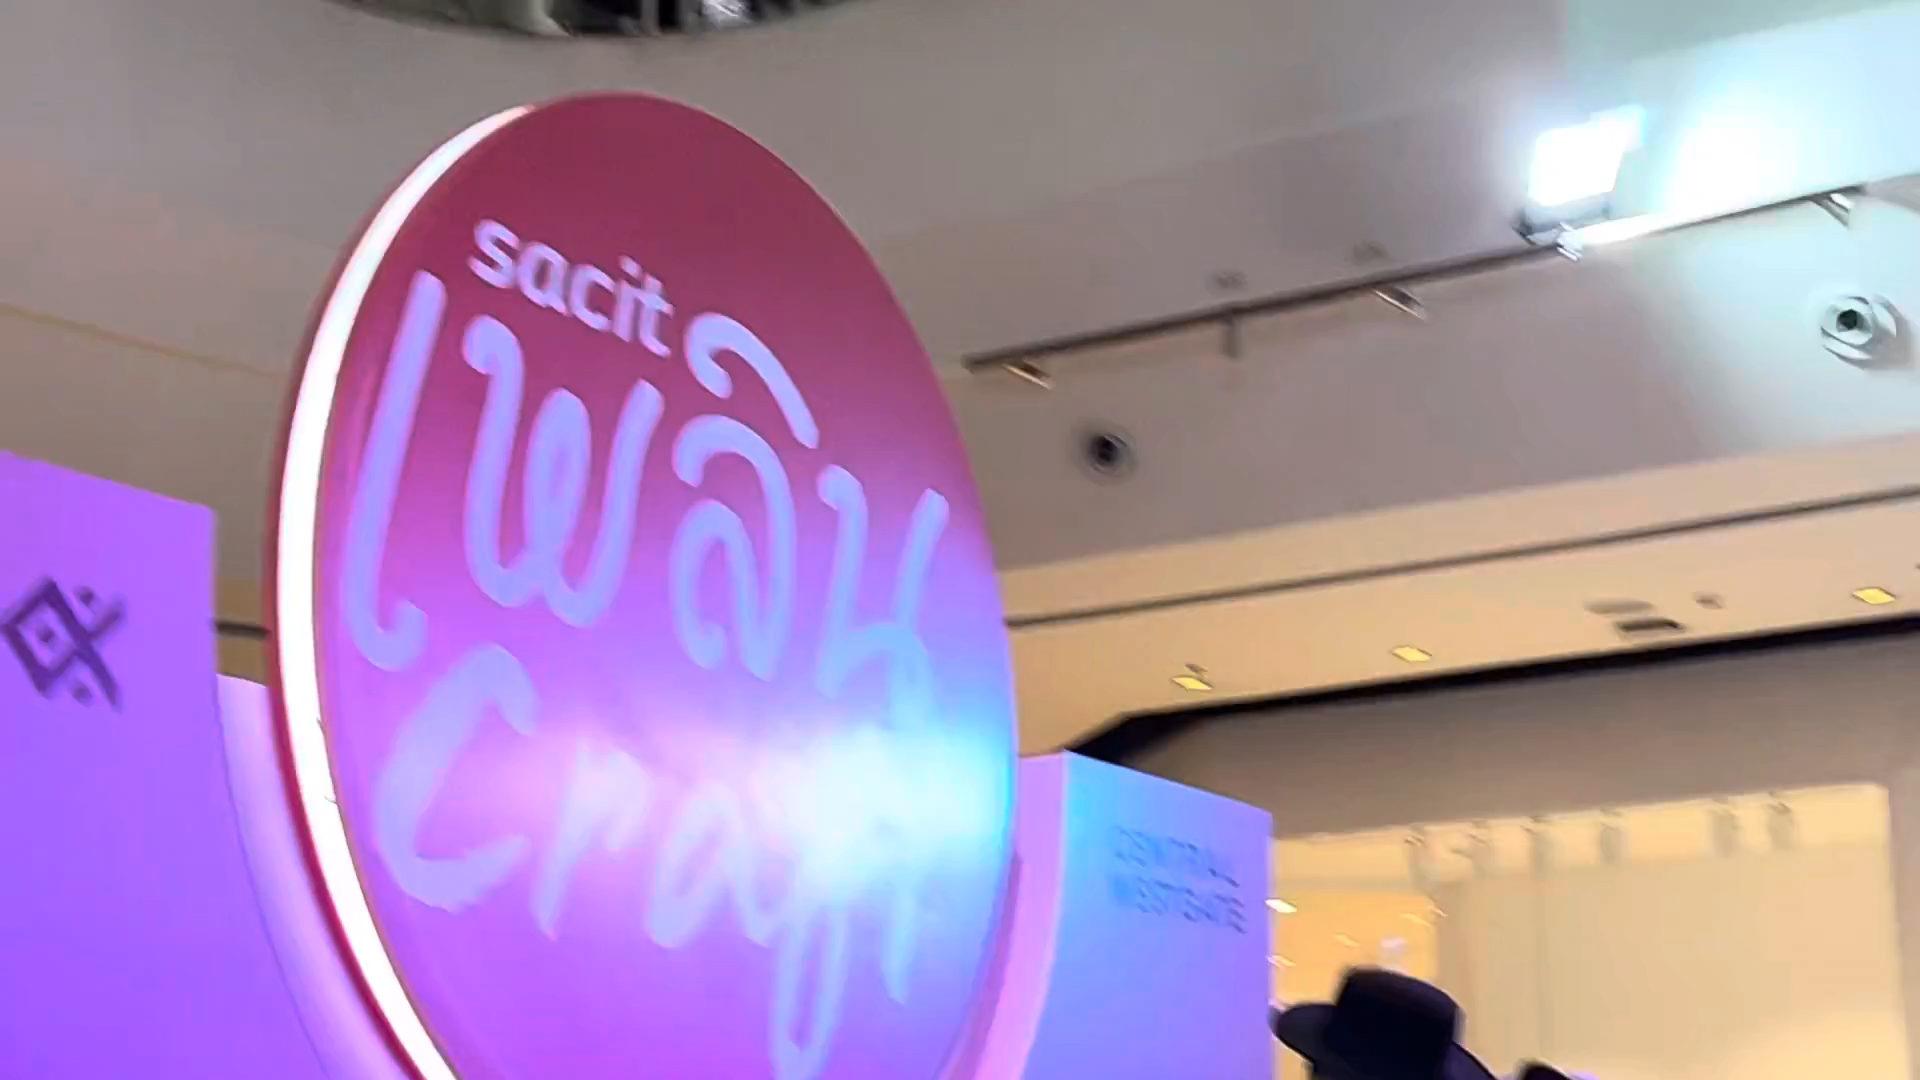 sacit
เพลิน
Craft
CENTRAL
WESTGATE